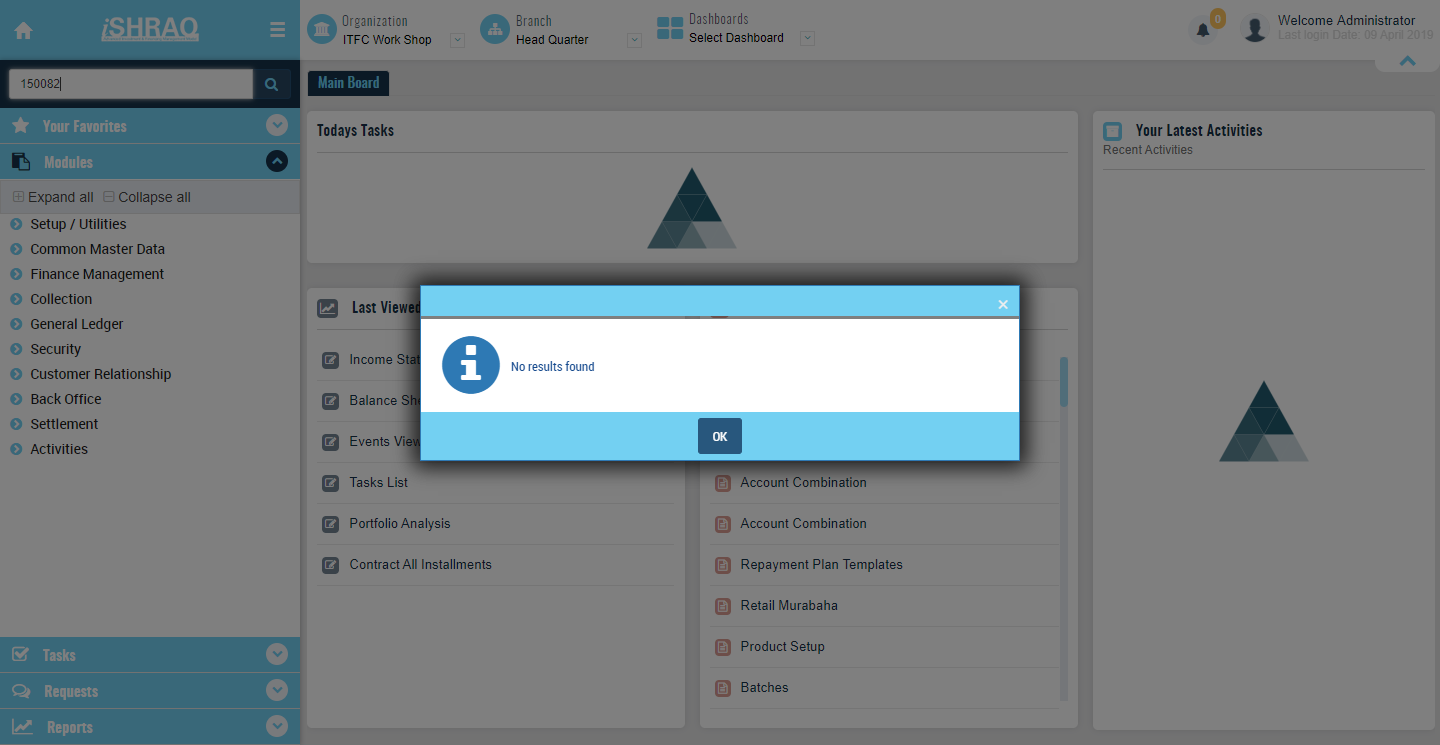 iSHRAQ
Organization
ITFC Work Shop
Branch
Head Quarter
Dashboards
Select Dashboard
0
Welcome Administrator
Last login Date: 09 April 2019
150082
Your Favorites
Modules
Expand all Collapse all
Setup / Utilities
Common Master Data
Finance Management
Collection
General Ledger
Security
Customer Relationship
Back Office
Settlement
Activities
Tasks
Requests
Reports
Main Board
Todays Tasks
Last Viewed
Income Stat
Balance She
Events View
Tasks List
Portfolio Analysis
Contract All Installments
×
No results found
OK
Account Combination
Account Combination
Repayment Plan Templates
Retail Murabaha
Product Setup
Batches
Your Latest Activities
Recent Activities